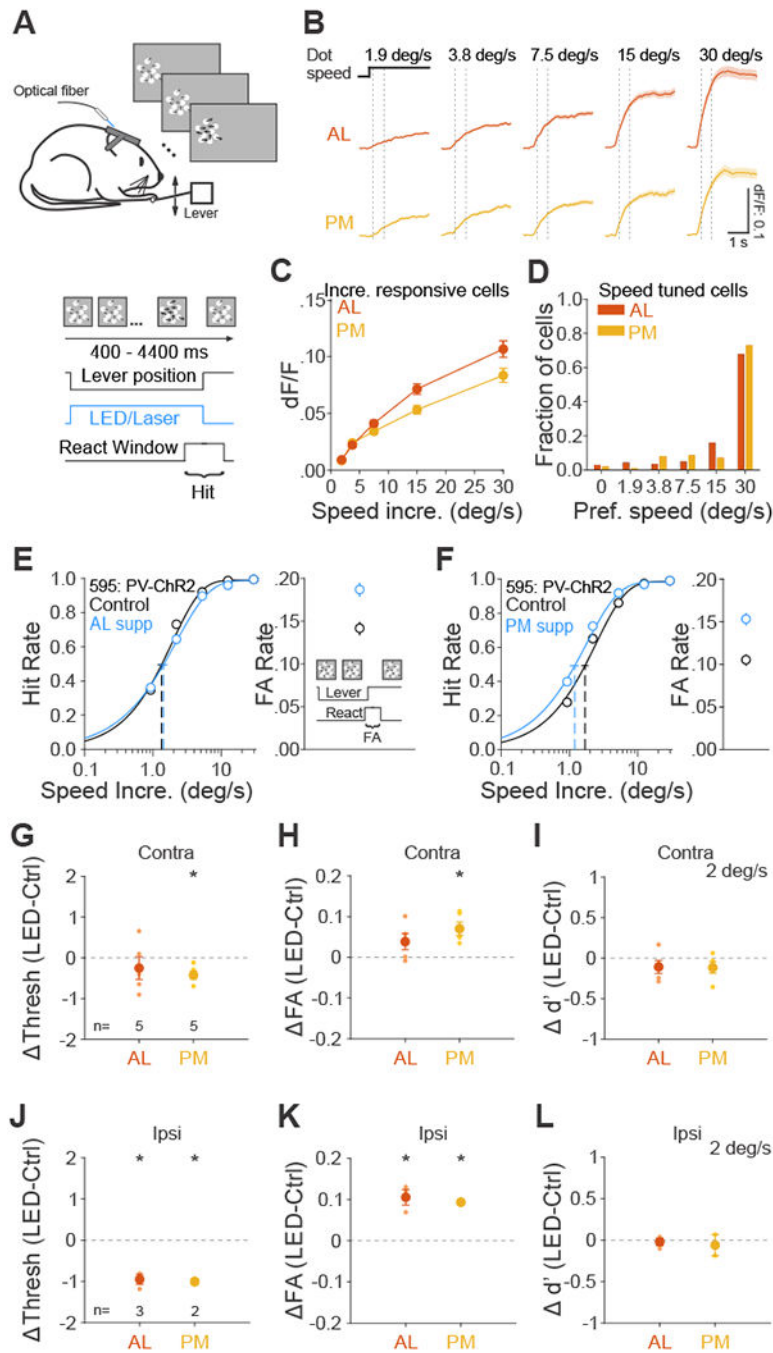 A
Optical fiber
Lever
400 - 4400 ms
Lever position
LED/Laser
React Window
Hit
B
Dot speed
1.9 deg/s
3.8 deg/s
7.5 deg/s
15 deg/s
30 deg/s
AL
PM
dF/F: 0.1
1 s
C
Incre. responsive cells
AL
PM
dF/F
.15
.10
.05
.00
0 5 10 15 20 25 30
Speed incre. (deg/s)
D
Speed tuned cells
AL
PM
Fraction of cells
1.0
0.8
0.6
0.4
0.2
0.0
0 1.9 3.8 7.5 15 30
Pref. speed (deg/s)
E
595: PV-ChR2
Control
AL supp
Hit Rate
1.0
0.8
0.6
0.4
0.2
0.0
0.1 1.0 10
Speed Incre. (deg/s)
FA Rate
.20
.15
.10
.05
.00
Lever
React
FA
F
595: PV-ChR2
Control
PM supp
Hit Rate
1.0
0.8
0.6
0.4
0.2
0.0
0.1 1.0 10
Speed Incre. (deg/s)
FA Rate
.20
.15
.10
.05
.00
G
Contra
*
Δ Thresh (LED-Ctrl)
2
1
0
-1
-2
n= 5 5
AL PM
H
Contra
*
ΔFA (LED-Ctrl)
0.2
0.1
0
-0.1
-0.2
AL PM
I
Contra
2 deg/s
Δ d' (LED-Ctrl)
1
0.5
0
-0.5
-1
AL PM
J
Ipsi
* *
ΔThresh (LED-Ctrl)
2
1
0
-1
-2
n= 3 2
AL PM
K
Ipsi
* *
ΔFA (LED-Ctrl)
0.2
0.1
0
0.1
0.2
AL PM
L
Ipsi
2 deg/s
Δ d' (LED-Ctrl)
1
0.5
0
-0.5
-1
AL PM